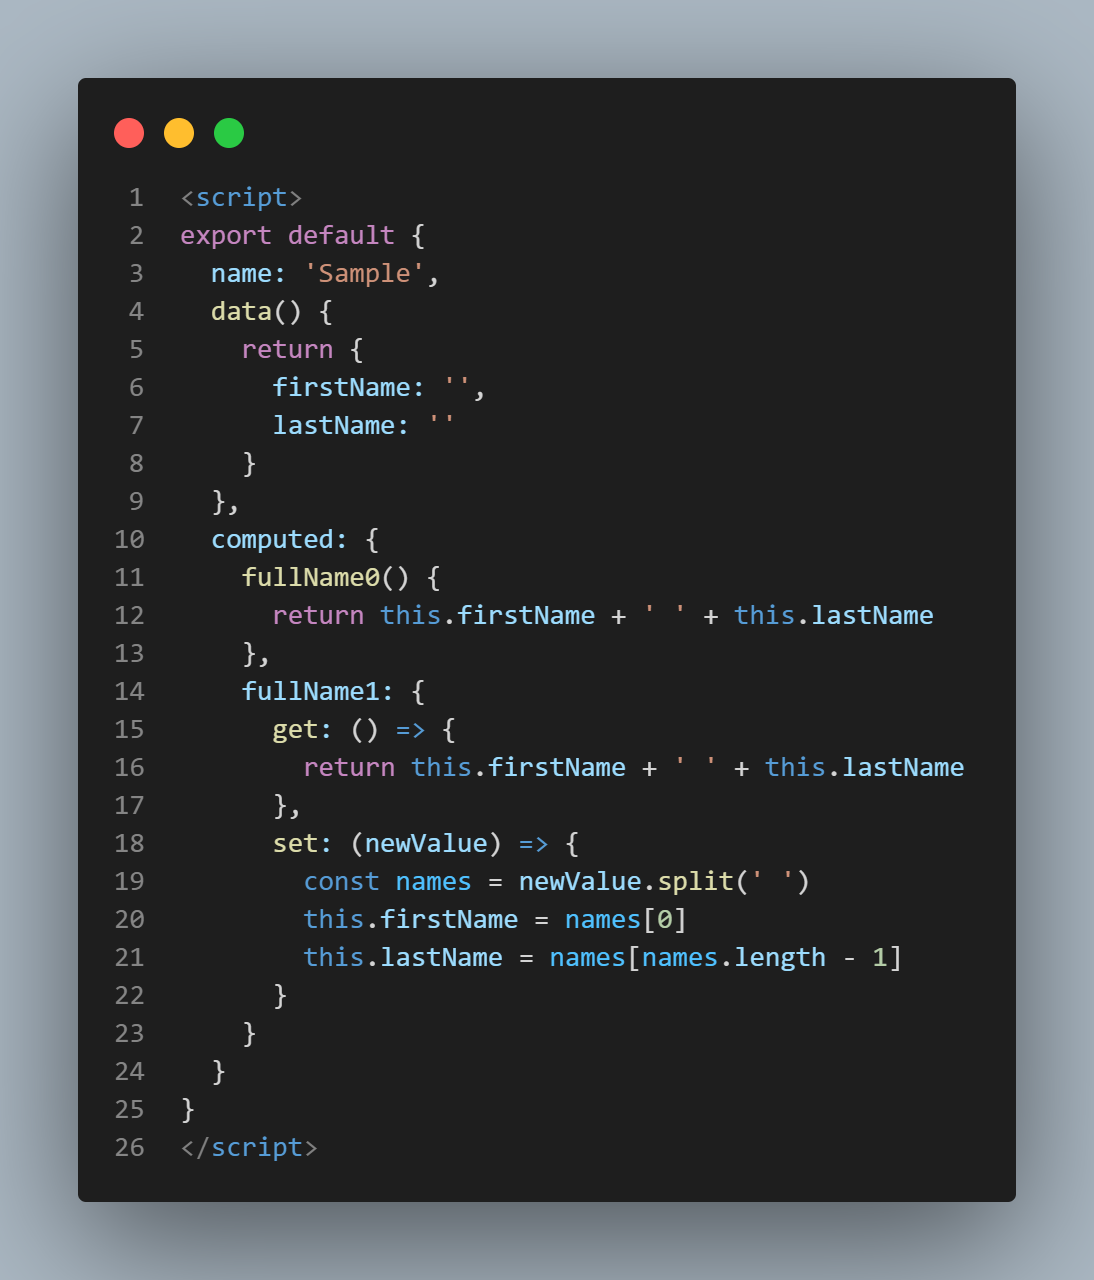 1 <script>
2 export default {
3   name: 'Sample',
4   data() {
5     return {
6       firstName: '',
7       lastName: ''
8     }
9   },
10   computed: {
11     fullName0() {
12       return this.firstName + ' ' + this.lastName
13     },
14     fullName1: {
15       get: () => {
16         return this.firstName + ' ' + this.lastName
17       },
18       set: (newValue) => {
19         const names = newValue.split(' ')
20         this.firstName = names[0]
21         this.lastName = names[names.length - 1]
22       }
23     }
24   }
25 }
26 </script>